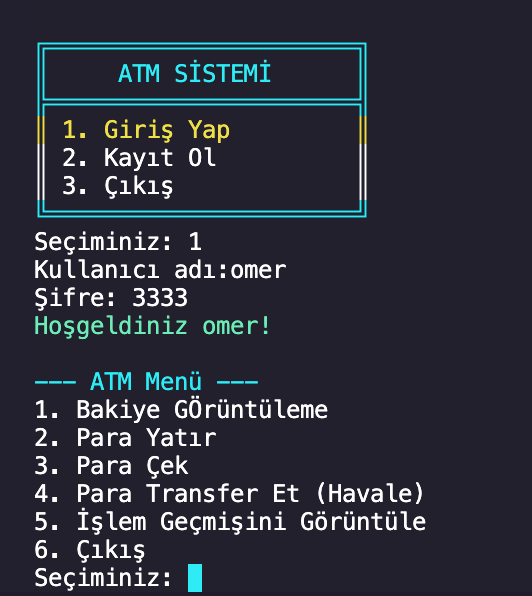 ATM SİSTEMİ
1. Giriş Yap
2. Kayıt Ol
3. Çıkış
Seçiminiz: 1
Kullanıcı adı:omer
Şifre: 3333
Hoşgeldiniz omer!
--- ATM Menü ---
1. Bakiye GÖrüntüleme
2. Para Yatır
3. Para Çek
4. Para Transfer Et (Havale)
5. İşlem Geçmişini Görüntüle
6. Çıkış
Seçiminiz: